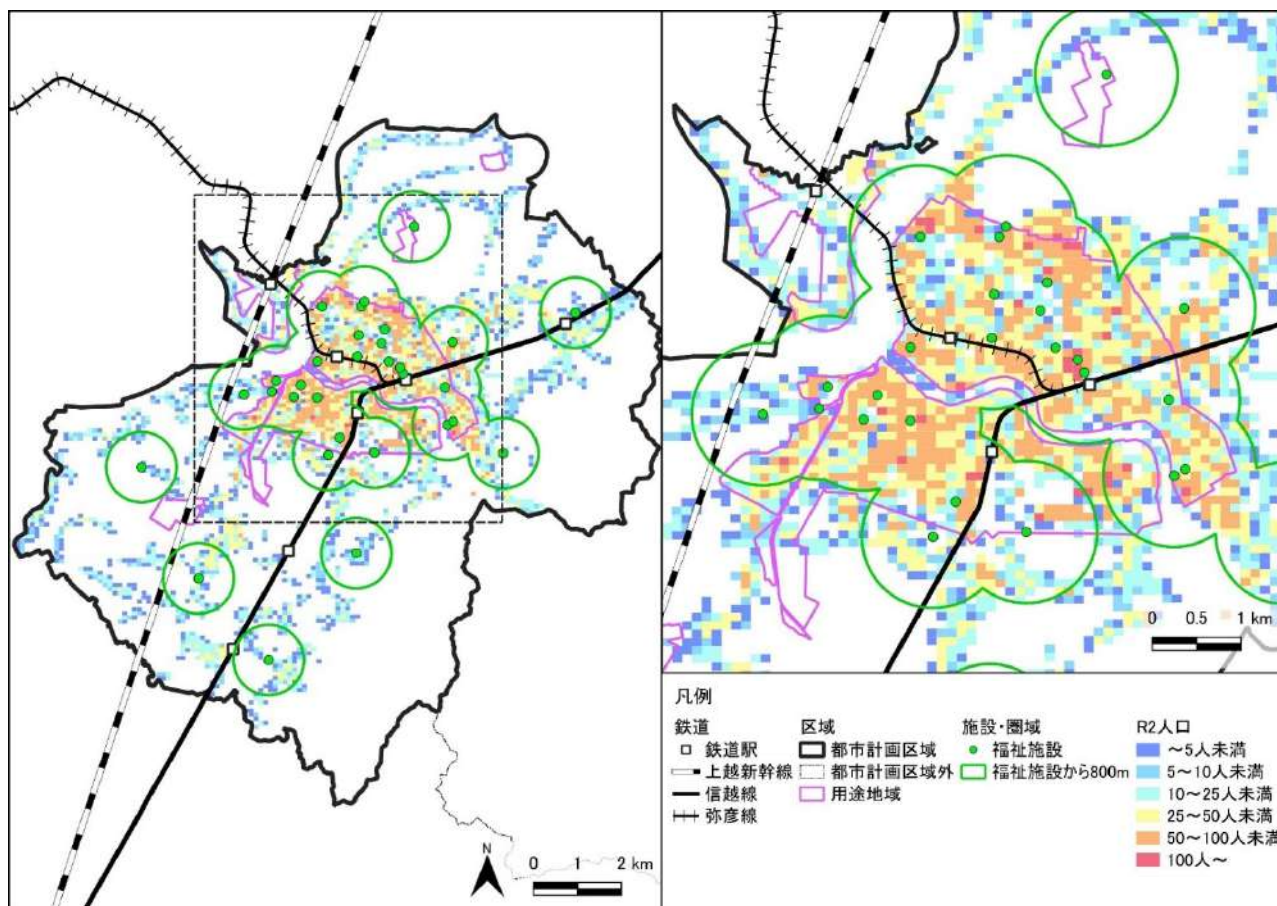 N
0 1 2 km
0 0.5 1 km
凡例
鉄道
鉄道駅
上越新幹線
信越線
弥彦線
区域
都市計画区域
都市計画区域外
用途地域
施設・圏域
福祉施設
福祉施設から800m
R2人口
～5人未満
5～10人未満
10～25人未満
25～50人未満
50～100人未満
100人～